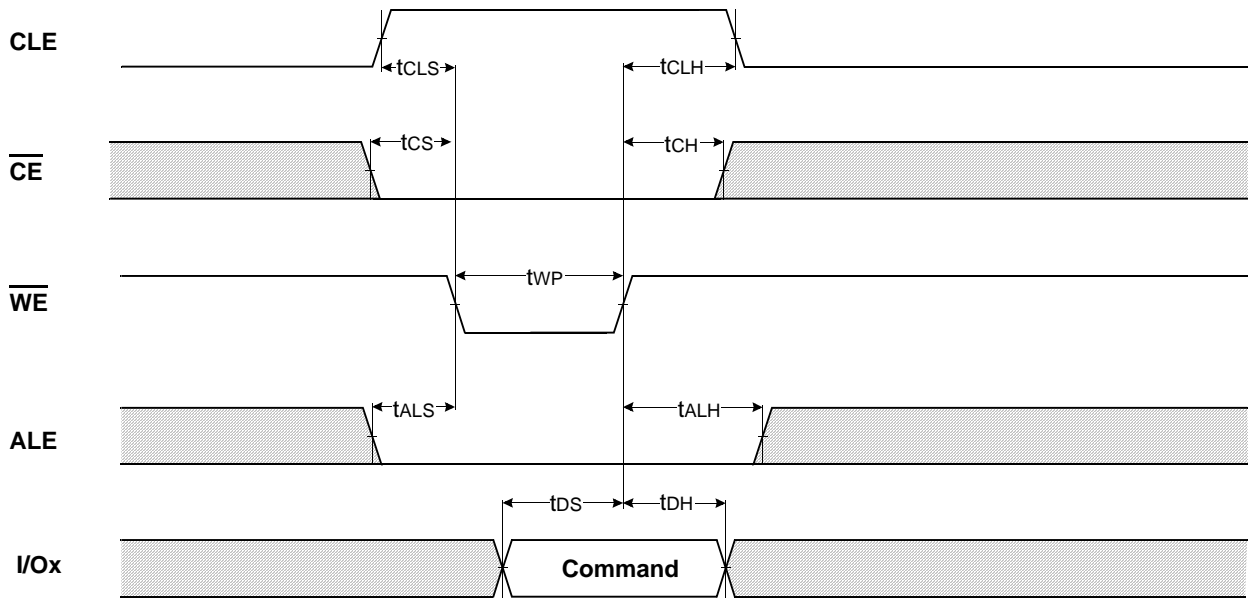 CLE
tCLS
tCLH
CE
tCS
tCH
WE
tWP
ALE
tALS
tALH
I/Ox
tDS
tDH
Command